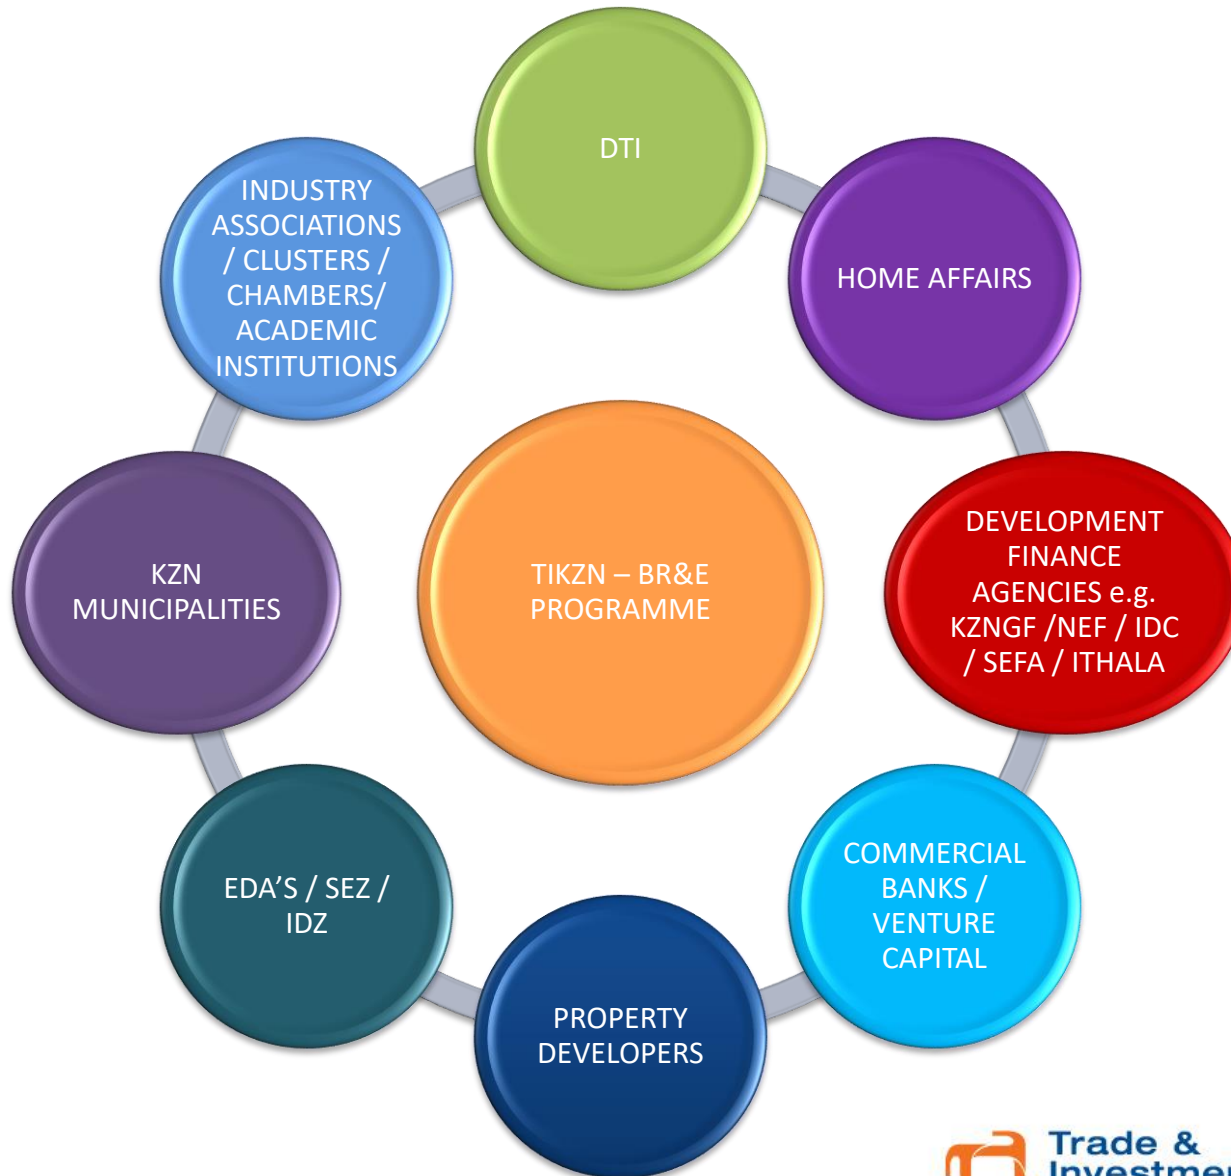 DTI
HOME AFFAIRS
DEVELOPMENT
FINANCE
AGENCIES e.g.
KZNGF /NEF / IDC
/ SEFA / ITHALA
COMMERCIAL
BANKS /
VENTURE
CAPITAL
PROPERTY
DEVELOPERS
EDA’S / SEZ /
IDZ
KZN
MUNICIPALITIES
INDUSTRY
ASSOCIATIONS
/ CLUSTERS /
CHAMBERS/
ACADEMIC
INSTITUTIONS
TIKZN – BR&E
PROGRAMME
Trade &